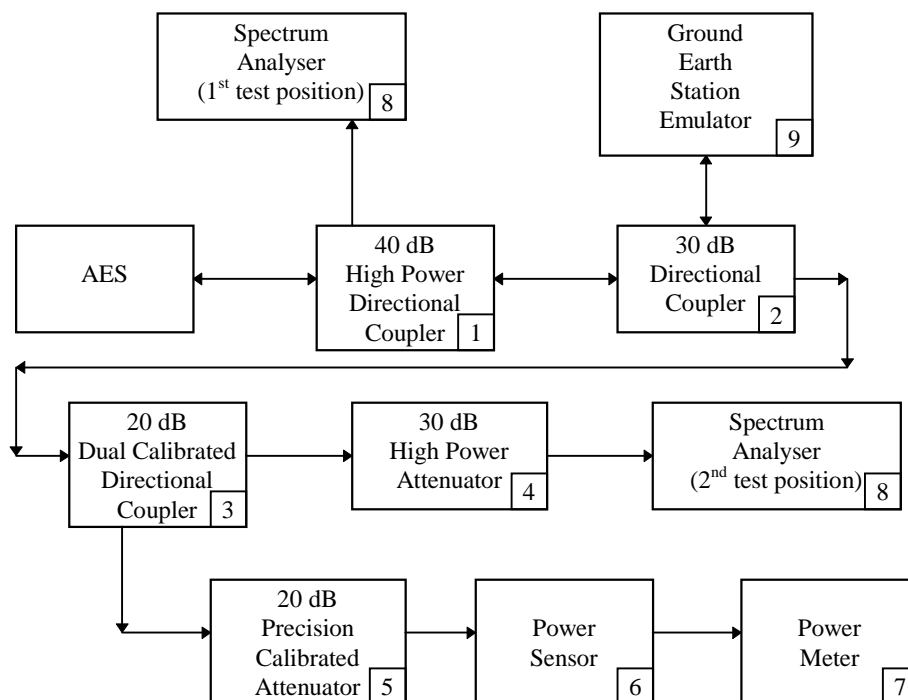 Spectrum
Analyser
(1st test position)
8
Ground
Earth
Station
Emulator
9
AES
40 dB
High Power
Directional
Coupler
1
30 dB
Directional
Coupler
2
20 dB
Dual Calibrated
Directional
Coupler
3
30 dB
High Power
Attenuator
4
Spectrum
Analyser
(2nd test position)
8
20 dB
Precision
Calibrated
Attenuator
5
Power
Sensor
6
Power
Meter
7